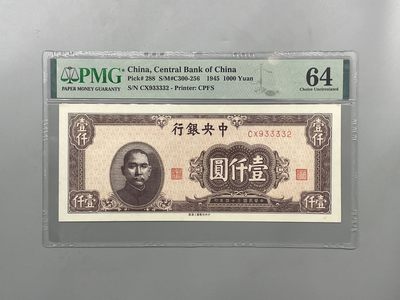 PMG
PAPER MONEY GUARANTY
China, Central Bank of China
Pick# 288 S/M#C300-256 1945 1000 Yuan
S/N CX933332 - Printer: CPFS
64
Choice Uncirculated
壹仟
行銀央中
CX933332
壹仟
圓仟壹
壹仟
壹仟